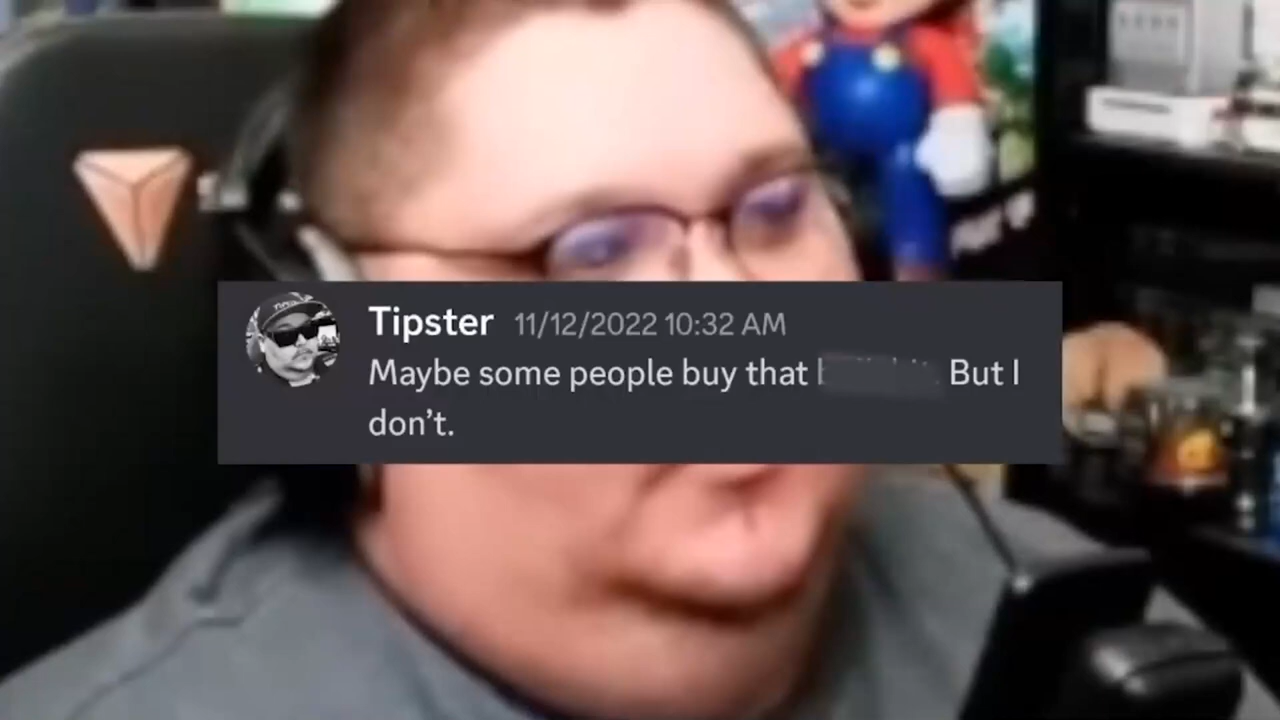 Tipster 11/12/2022 10:32 AM
Maybe some people buy that But I
don't.